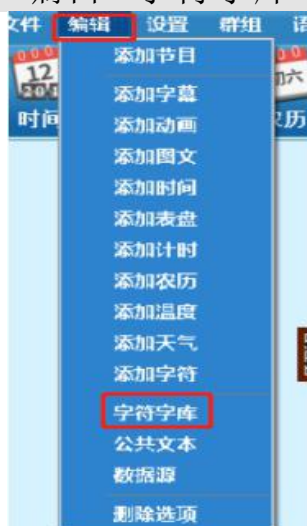 文件 编辑 设置 群组 语
12
时间
农历
添加节目
添加字幕
添加动画
添加图文
添加时间
添加表盘
添加计时
添加农历
添加温度
添加天气
添加字符
字符字库
公共文本
数据源
删除选项